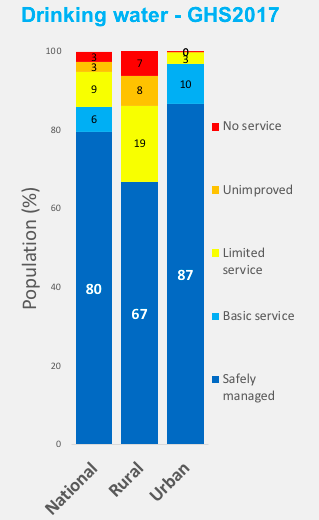 Drinking water - GHS2017
Population (%)
100
80
60
40
20
0
3
3
9
6
80
7
8
19
67
0
3
10
87
National
Rural
Urban
No service
Unimproved
Limited
service
Basic service
Safely
managed